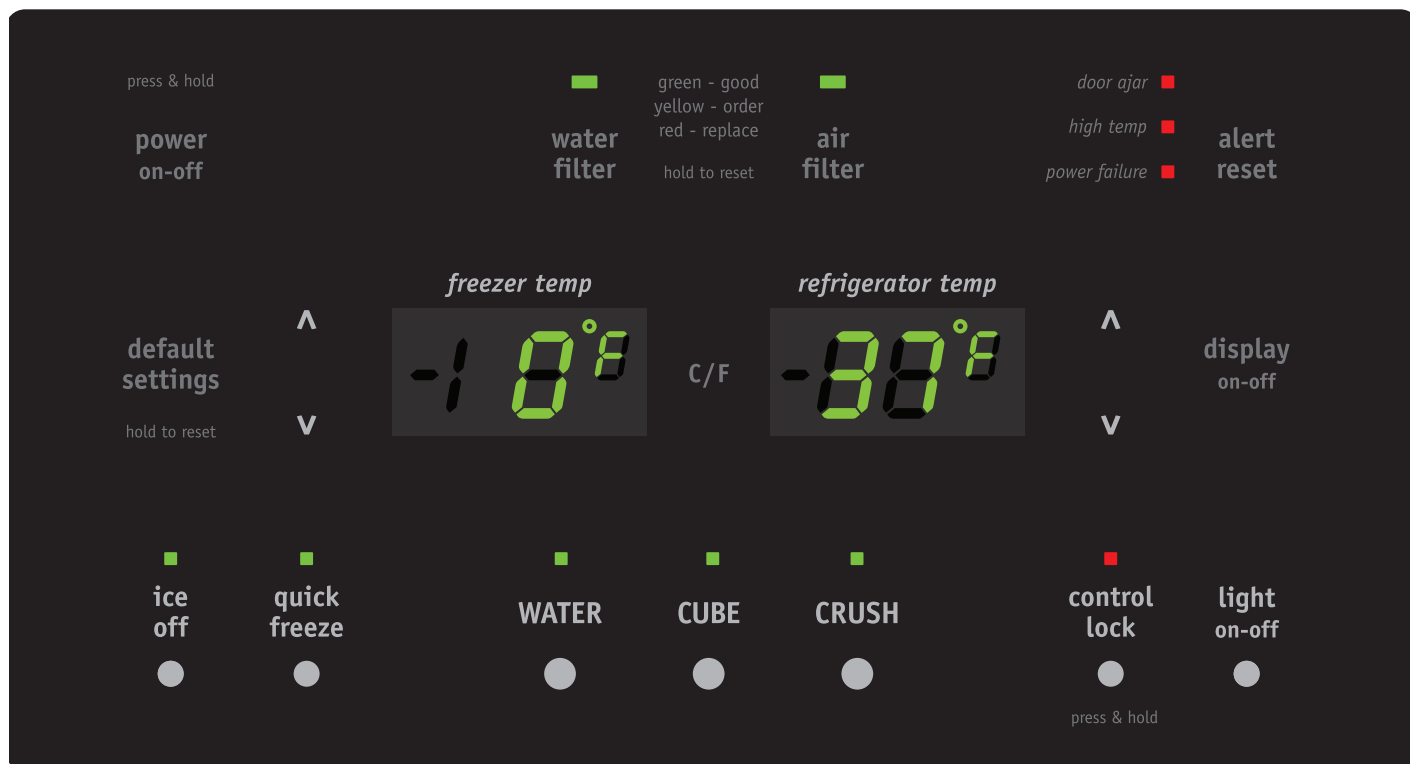 press & hold
power
on-off
water
filter
green - good
yellow - order
red - replace
hold to reset
air
filter
door ajar
high temp
power failure
alert
reset
default
settings
hold to reset
^
v
freezer temp
0°F
C/F
refrigerator temp
37°F
^
v
display
on-off
ice
off
quick
freeze
WATER
CUBE
CRUSH
control
lock
press & hold
light
on-off